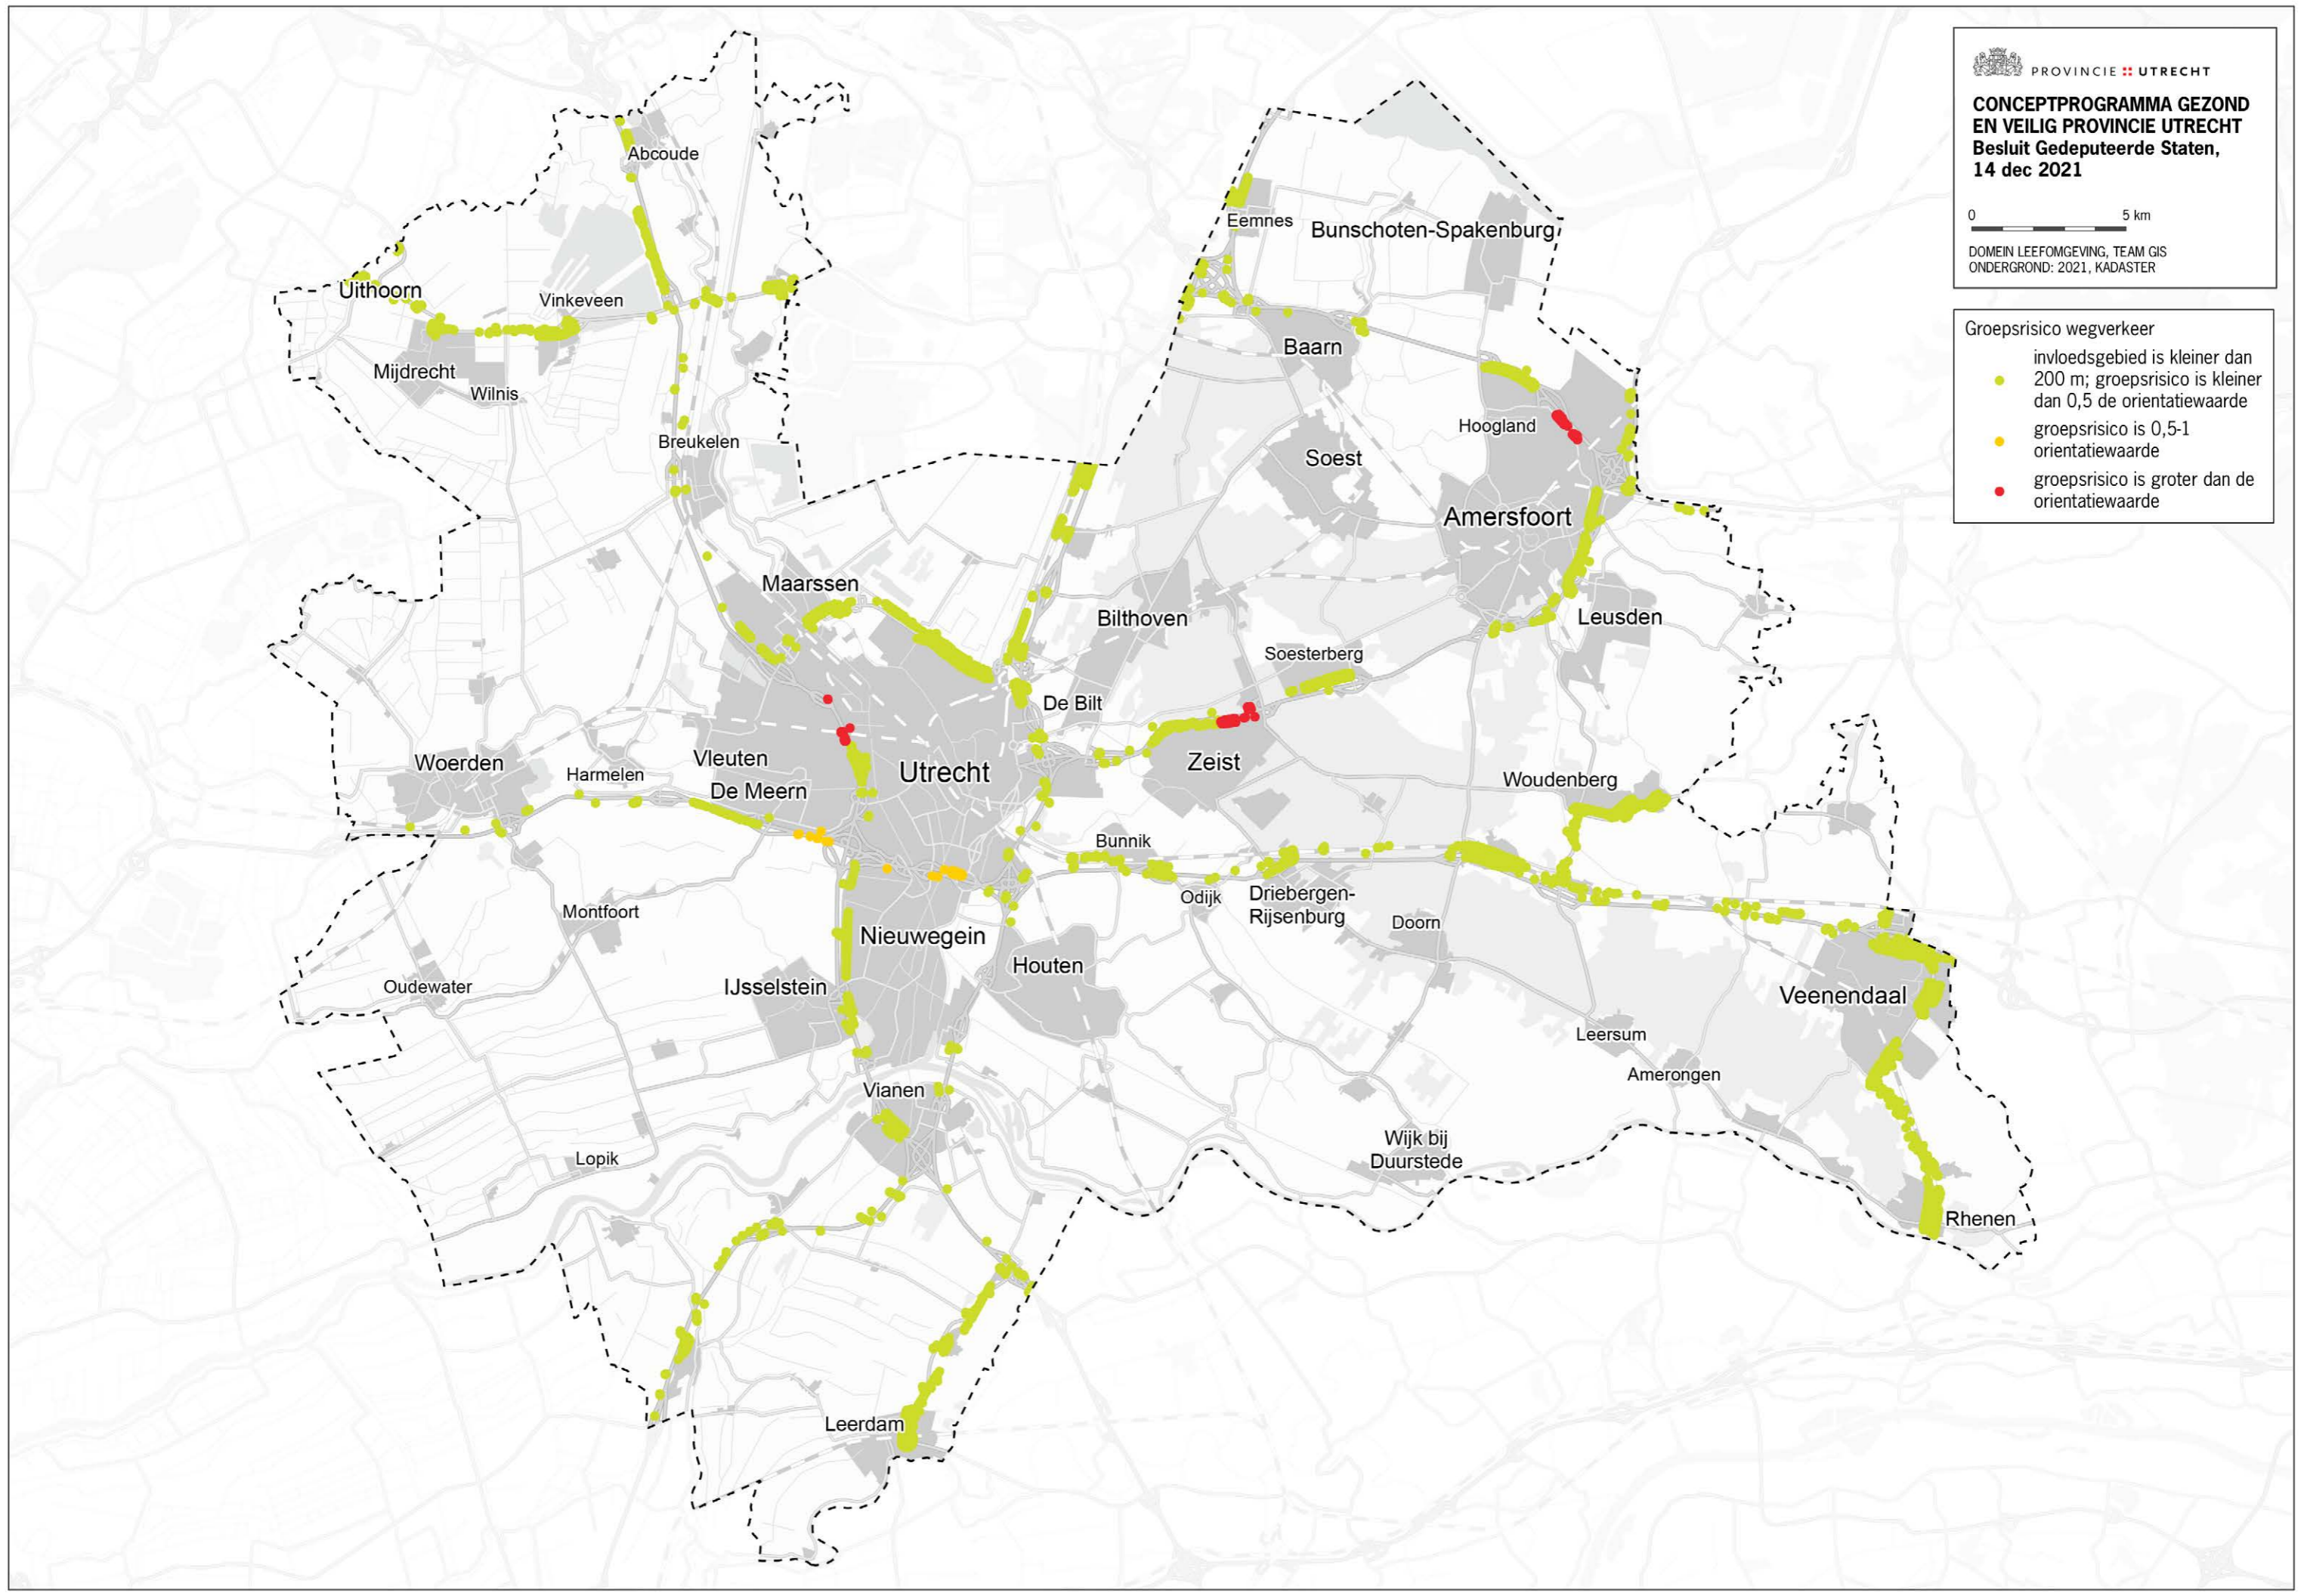 PROVINCIE UTRECHT
CONCEPTPROGRAMMA GEZOND
EN VEILIG PROVINCIE UTRECHT
Besluit Gedeputeerde Staten,
14 dec 2021
0 5 km
DOMEIN LEEFOMGEVING, TEAM GIS
ONDERGROND: 2021, KADASTER
Groepsrisico wegverkeer
invloedsgebied is kleiner dan
200 m; groepsrisico is kleiner
dan 0,5 de orientatiewaarde
groepsrisico is 0,5-1
orientatiewaarde
groepsrisico is groter dan de
orientatiewaarde
Abcoude
Eemnes
Bunschoten-Spakenburg
Uithoorn
Vinkeveen
Baarn
Mijdrecht
Wilnis
Hoogland
Breukelen
Soest
Amersfoort
Maarssen
Bilthoven
Leusden
Soesterberg
De Bilt
Vleuten
Woerden
Harmelen
Utrecht
Zeist
Woudenberg
De Meern
Bunnik
Odijk
Driebergen-
Rijsenburg
Montfoort
Doorn
Nieuwegein
Houten
Oudewater
IJsselstein
Veenendaal
Leersum
Amerongen
Vianen
Wijk bij
Duurstede
Lopik
Rhenen
Leerdam